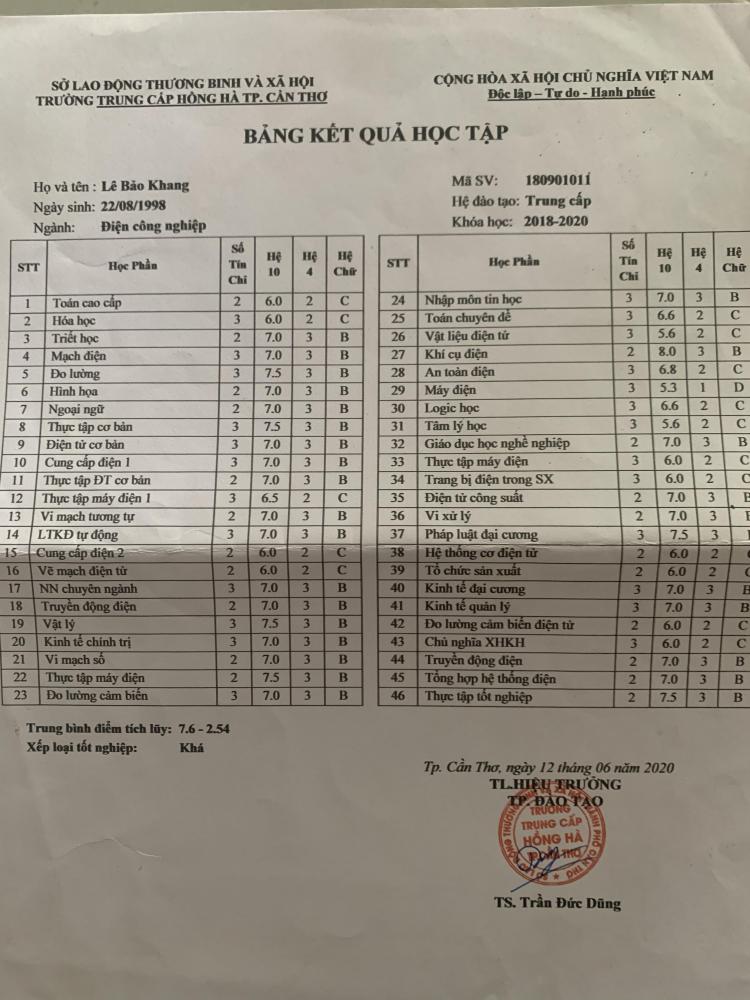 SỞ LAO ĐỘNG THƯƠNG BINH VÀ XÃ HỘI
TRƯỜNG TRUNG CẤP HỒNG HÀ TP. CẦN THƠ
CỘNG HÒA XÃ HỘI CHỦ NGHĨA VIỆT NAM
Độc lập – Tự do - Hạnh phúc
BẢNG KẾT QUẢ HỌC TẬP
Họ và tên : Lê Bảo Khang
Ngày sinh: 22/08/1998
Ngành: Điện công nghiệp
Mã SV: 180901011
Hệ đào tạo: Trung cấp
Khóa học: 2018-2020
STT Học Phần Số Tín Chỉ Hệ 10 Hệ 4 Hệ Chữ
1 Toán cao cấp 2 6.0 2 C
2 Hóa học 3 6.0 2 C
3 Triết học 2 7.0 3 B
4 Mạch điện 3 7.0 3 B
5 Đo lường 3 7.5 3 B
6 Hình họa 2 7.0 3 B
7 Ngoại ngữ 2 7.0 3 B
8 Thực tập cơ bản 3 7.5 3 B
9 Điện tử cơ bản 3 7.0 3 B
10 Cung cấp điện 1 3 7.0 3 B
11 Thực tập ĐT cơ bản 2 7.0 3 B
12 Thực tập máy điện 1 3 6.5 2 C
13 Vi mạch tương tự 2 7.0 3 B
14 LTKĐ tự động 3 7.0 3 B
15 Cung cấp điện 2 2 6.0 2 C
16 Vẽ mạch điện tử 2 6.0 2 C
17 NN chuyên ngành 3 7.0 3 B
18 Truyền động điện 2 7.0 3 B
19 Vật lý 3 7.5 3 B
20 Kinh tế chính trị 3 7.0 3 B
21 Vi mạch số 2 7.0 3 B
22 Thực tập máy điện 2 7.5 3 B
23 Đo lường cảm biến 3 7.0 3 B
STT Học Phần Số Tín Chỉ Hệ 10 Hệ 4 Hệ Chữ
24 Nhập môn tin học 3 7.0 3 B
25 Toán chuyên đề 3 6.6 2 C
26 Vật liệu điện tử 3 5.6 2 C
27 Khí cụ điện 2 8.0 3 B
28 An toàn điện 3 6.8 2 C
29 Máy điện 3 5.3 1 D
30 Logic học 3 6.6 2 C
31 Tâm lý học 3 5.6 2 C
32 Giáo dục học nghề nghiệp 2 7.0 3 B
33 Thực tập máy điện 3 6.0 2 C
34 Trang bị điện trong SX 3 6.0 2 C
35 Điện tử công suất 2 7.0 3 B
36 Vi xử lý 2 7.0 3
37 Pháp luật đại cương 3 7.5 3
38 Hệ thống cơ điện tử 2 6.0 2
39 Tổ chức sản xuất 2 6.0 2
40 Kinh tế đại cương 3 7.0 3 B
41 Kinh tế quản lý 3 7.0 3 B
42 Đo lường cảm biến điện tử 2 6.0 2 C
43 Chủ nghĩa XHKH 3 6.0 2 C
44 Truyền động điện 2 7.0 3 B
45 Tổng hợp hệ thống điện 2 7.0 3 B
46 Thực tập tốt nghiệp 2 7.5 3 B
Trung bình điểm tích lũy: 7.6 - 2.54
Xếp loại tốt nghiệp: Khá
Tp. Cần Thơ, ngày 12 tháng 06 năm 2020
TL.HIỆU TRƯỞNG
TP. ĐÀO TẠO
TRƯỜNG
TRUNG CẤP
HỒNG HÀ
TP.CẦN THƠ
TS. Trần Đức Dũng